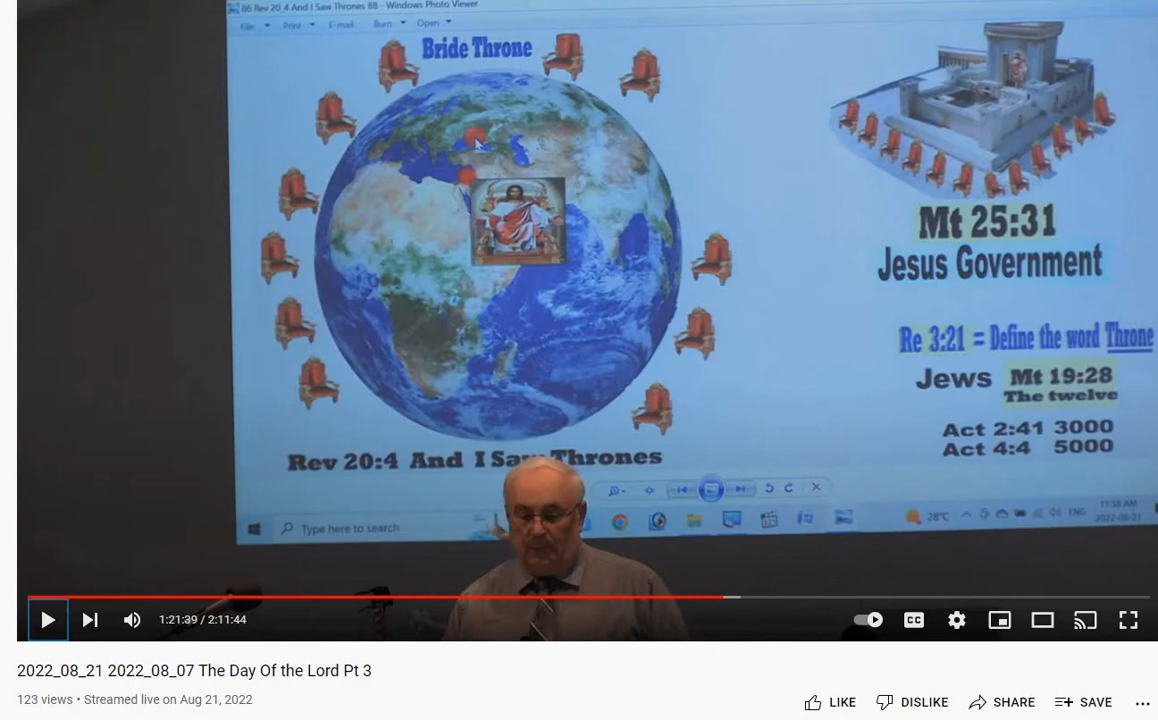 86 Rev 20_4 And I Saw Thrones 8B - Windows Photo Viewer
File Print E-mail Burn Open
Bride Throne
Mt 25:31
Jesus Government
Re 3:21 = Define the word Throne
Jews Mt 19:28
The twelve
Act 2:41 3000
Act 4:4 5000
Rev 20:4 And I Saw Thrones
Type here to search
28°C
ENG
11:58 AM
2022-08-21
1:21:39 / 2:11:44
CC
2022_08_21 2022_08_07 The Day Of the Lord Pt 3
123 views • Streamed live on Aug 21, 2022
LIKE DISLIKE SHARE SAVE